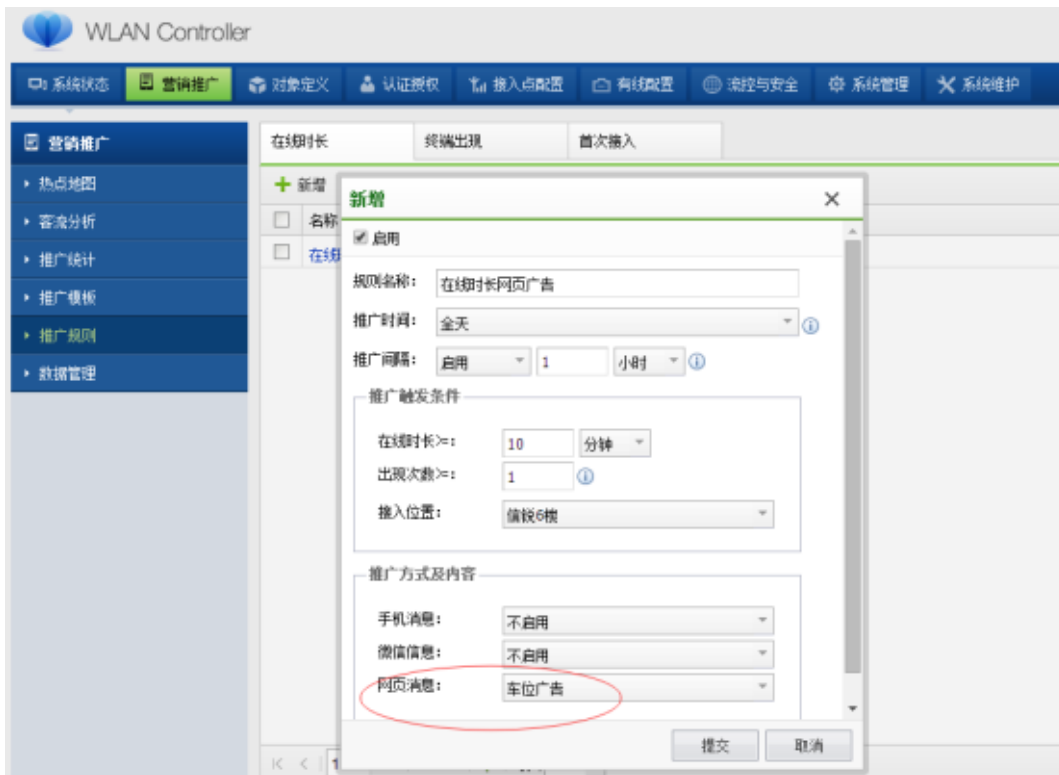 WLAN Controller
系统状态 营销推广 对象定义 认证授权 接入点配置 有线配置 流控与安全 系统管理 系统维护
营销推广
热点地图
客流分析
推广统计
推广模板
推广规则
数据管理
在线时长 终端出现 首次接入
新增
名称
在线
新增
启用
规则名称: 在线时长网页广告
推广时间: 全天
推广间隔: 启用 1 小时
推广触发条件
在线时长>=: 10 分钟
出现次数>=: 1
接入位置: 信锐6楼
推广方式及内容
手机消息: 不启用
微信信息: 不启用
网页消息: 车位广告
提交 取消
1